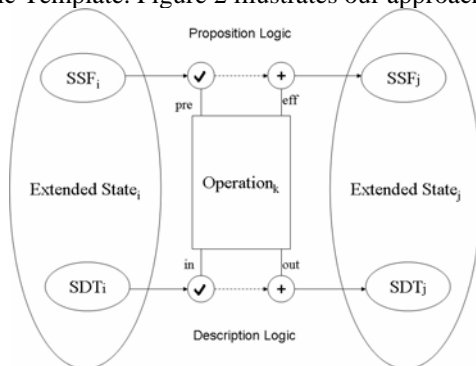 ic Template. Figure 2 illustrates our approach
Proposition Logic
SSFi
✓
+
SSFj
pre
eff
Extended Statei
Operationk
Extended Statej
in
out
SDTi
✓
+
SDTj
Description Logic